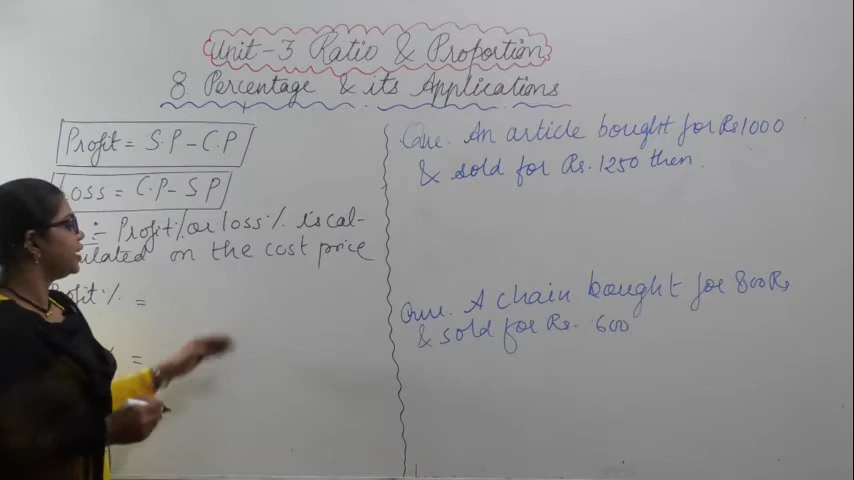 Unit-3 Ratio & Proportion
8 Percentage & its Applications
Profit = S.P - C.P
Loss = C.P - S.P
:- Profit% or loss% is cal-
ulated on the cost price
ofit% =
% =
Que. An article bought for Rs1000
& sold for Rs. 1250 then.
Que. A chain bought for 800Rs
& sold for Rs. 600